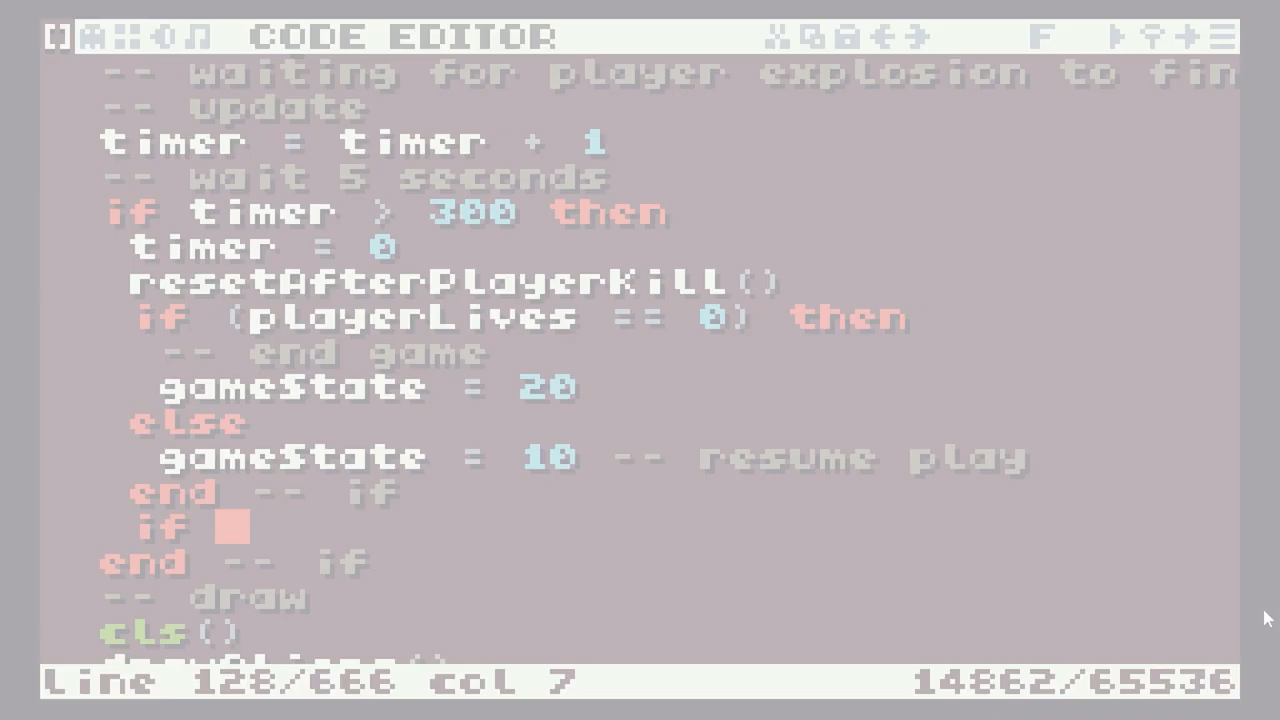 CODE EDITOR F
-- waiting for player explosion to fin
-- update
timer = timer + 1
-- wait 5 seconds
if timer > 300 then
timer = 0
resetAfterPlayerKill()
if (playerLives == 0) then
-- end game
gameState = 20
else
gameState = 10 -- resume play
end -- if
if
end -- if
-- draw
cls()
line 128/666 col 7 14862/65536